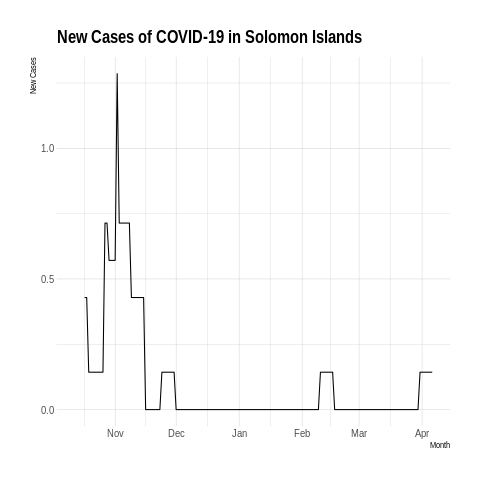 New Cases of COVID-19 in Solomon Islands
New Cases
1.0
0.5
0.0
Nov Dec Jan Feb Mar Apr
Month